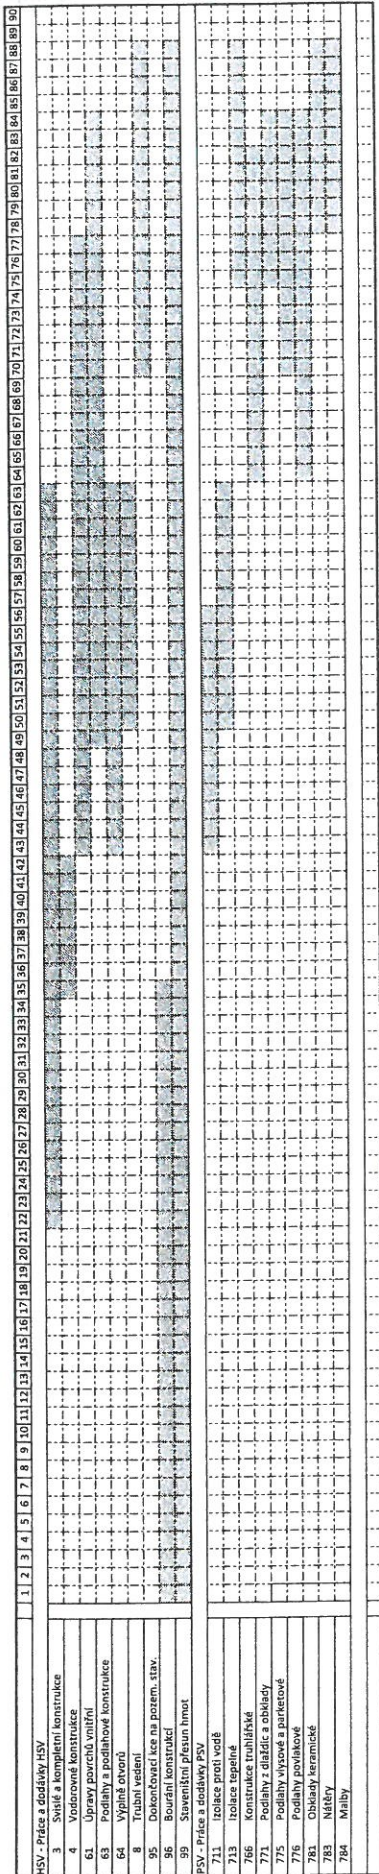 1 2 3 4 5 6 7 8 9 10 11 12 13 14 15 16 17 18 19 20 21 22 23 24 25 26 27 28 29 30 31 32 33 34 35 36 37 38 39 40 41 42 43 44 45 46 47 48 49 50 51 52 53 54 55 56 57 58 59 60 61 62 63 64 65 66 67 68 69 70 71 72 73 74 75 76 77 78 79 80 81 82 83 84 85 86 87 88 89 90
HSV - Práce a dodávky HSV
3 Svislé a kompletní konstrukce
4 Vodorovné konstrukce
61 Úpravy povrchů vnitřní
63 Podlahy a podlahové konstrukce
64 Výplně otvorů
8 Trubní vedení
95 Dokončovací kce na pozem. stav.
96 Bourání konstrukcí
99 Staveništní přesun hmot
PSV - Práce a dodávky PSV
711 Izolace proti vodě
713 Izolace tepelné
766 Konstrukce truhlářské
771 Podlahy z dlaždic a obklady
775 Podlahy vlysové a parketové
776 Podlahy povlakové
781 Obklady keramické
783 Nátěry
784 Malby